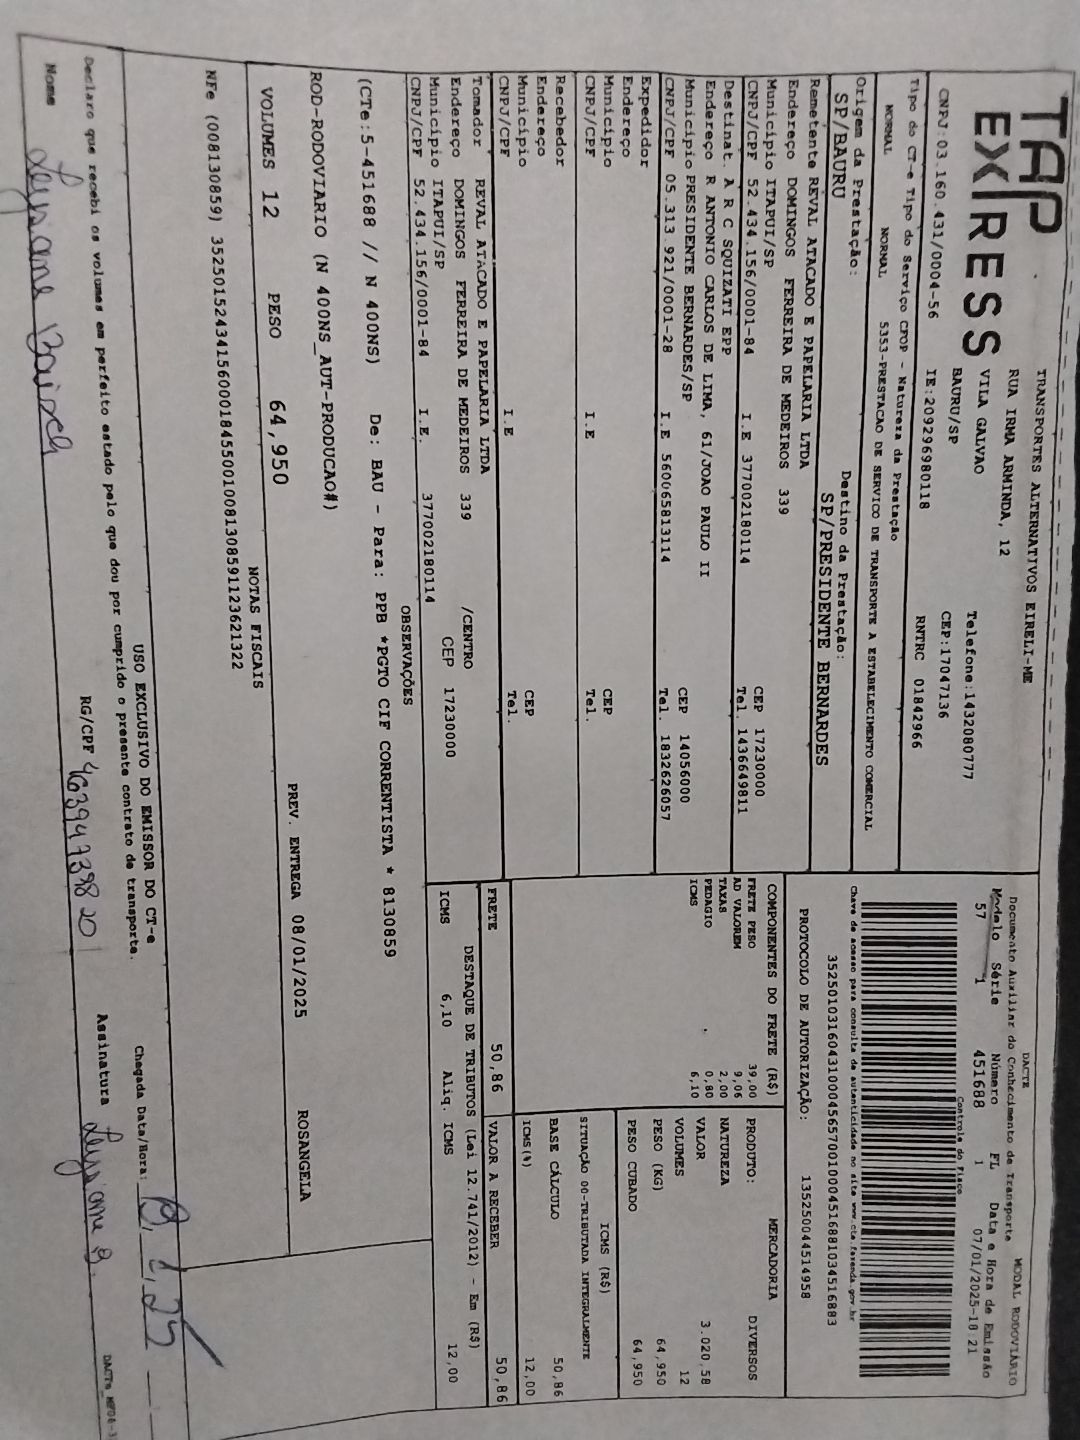 TAP EXPRESS
TRANSPORTES ALTERNATIVOS EIRELI-ME
RUA IRMA ARMINDA, 12
VILA GALVAO
Telefone:1432080777
BAURU/SP
CEP:17047136
CNPJ:03.160.431/0004-56 IE:209296980118 RNTRC 01842966
DACTE
MODAL RODOVIÁRIO
Documento Auxiliar do Conhecimento de Transporte
Modelo Série Número FL Data e Hora de Emissão
57 1 451688 1 07/01/2025-18:21
Controle do Fisco
Chave de acesso para consulta de autenticidade no site www.cte.fazenda.gov.br
35250103160431000456570010004516881034516883
PROTOCOLO DE AUTORIZAÇÃO: 135250044514958
Tipo do CT-e Tipo do Serviço CFOP - Natureza da Prestação
NORMAL NORMAL 5353-PRESTACAO DE SERVICO DE TRANSPORTE A ESTABELECIMENTO COMERCIAL
Origem da Prestação: Destino da Prestação:
SP/BAURU SP/PRESIDENTE BERNARDES
Remetente REVAL ATACADO E PAPELARIA LTDA
Endereço DOMINGOS FERREIRA DE MEDEIROS 339
Município ITAPUI/SP CEP 17230000
CNPJ/CPF 52.434.156/0001-84 I.E 377002180114 Tel. 1436649811
Destinat. A R C SQUIZATI EPP
Endereço R ANTONIO CARLOS DE LIMA, 61/JOAO PAULO II
Município PRESIDENTE BERNARDES/SP CEP 14056000
CNPJ/CPF 05.313.921/0001-28 I.E 560065813114 Tel. 1832626057
Expedidor
Endereço
Município CEP
CNPJ/CPF I.E Tel.
Recebedor
Endereço
Município CEP
CNPJ/CPF I.E Tel.
Tomador REVAL ATACADO E PAPELARIA LTDA
Endereço DOMINGOS FERREIRA DE MEDEIROS 339 /CENTRO
Município ITAPUI/SP CEP 17230000
CNPJ/CPF 52.434.156/0001-84 I.E. 377002180114
COMPONENTES DO FRETE (R$)
FRETE PESO 39,00
AD VALOREM 9,06
TAXAS 2,00
PEDAGIO 0,80
ICMS 6,10
MERCADORIA
PRODUTO: DIVERSOS
NATUREZA
VALOR 3.020,58
VOLUMES 12
PESO (KG) 64,950
PESO CUBADO 64,950
ICMS (R$)
SITUAÇÃO 00-TRIBUTADA INTEGRALMENTE
BASE CÁLCULO 50,86
ICMS(%) 12,00
FRETE 50,86 VALOR A RECEBER 50,86
DESTAQUE DE TRIBUTOS (Lei 12.741/2012) - Em (R$)
ICMS 6,10 Aliq. ICMS 12,00
OBSERVAÇÕES
(CTe:5-451688 // N 400NS) De: BAU - Para: PPB *PGTO CIF CORRENTISTA * 8130859
ROD-RODOVIARIO (N 400NS_AUT-PRODUCAO#)
PREV. ENTREGA 08/01/2025 ROSANGELA
VOLUMES 12 PESO 64,950
NOTAS FISCAIS
NFe (008130859) 35250152434156000184550010081308591123621322
USO EXCLUSIVO DO EMISSOR DO CT-e
Declaro que recebi os volumes em perfeito estado pelo que dou por cumprido o presente contrato de transporte.
Chegada Data/Hora:
Nome
RG/CPF
Assinatura